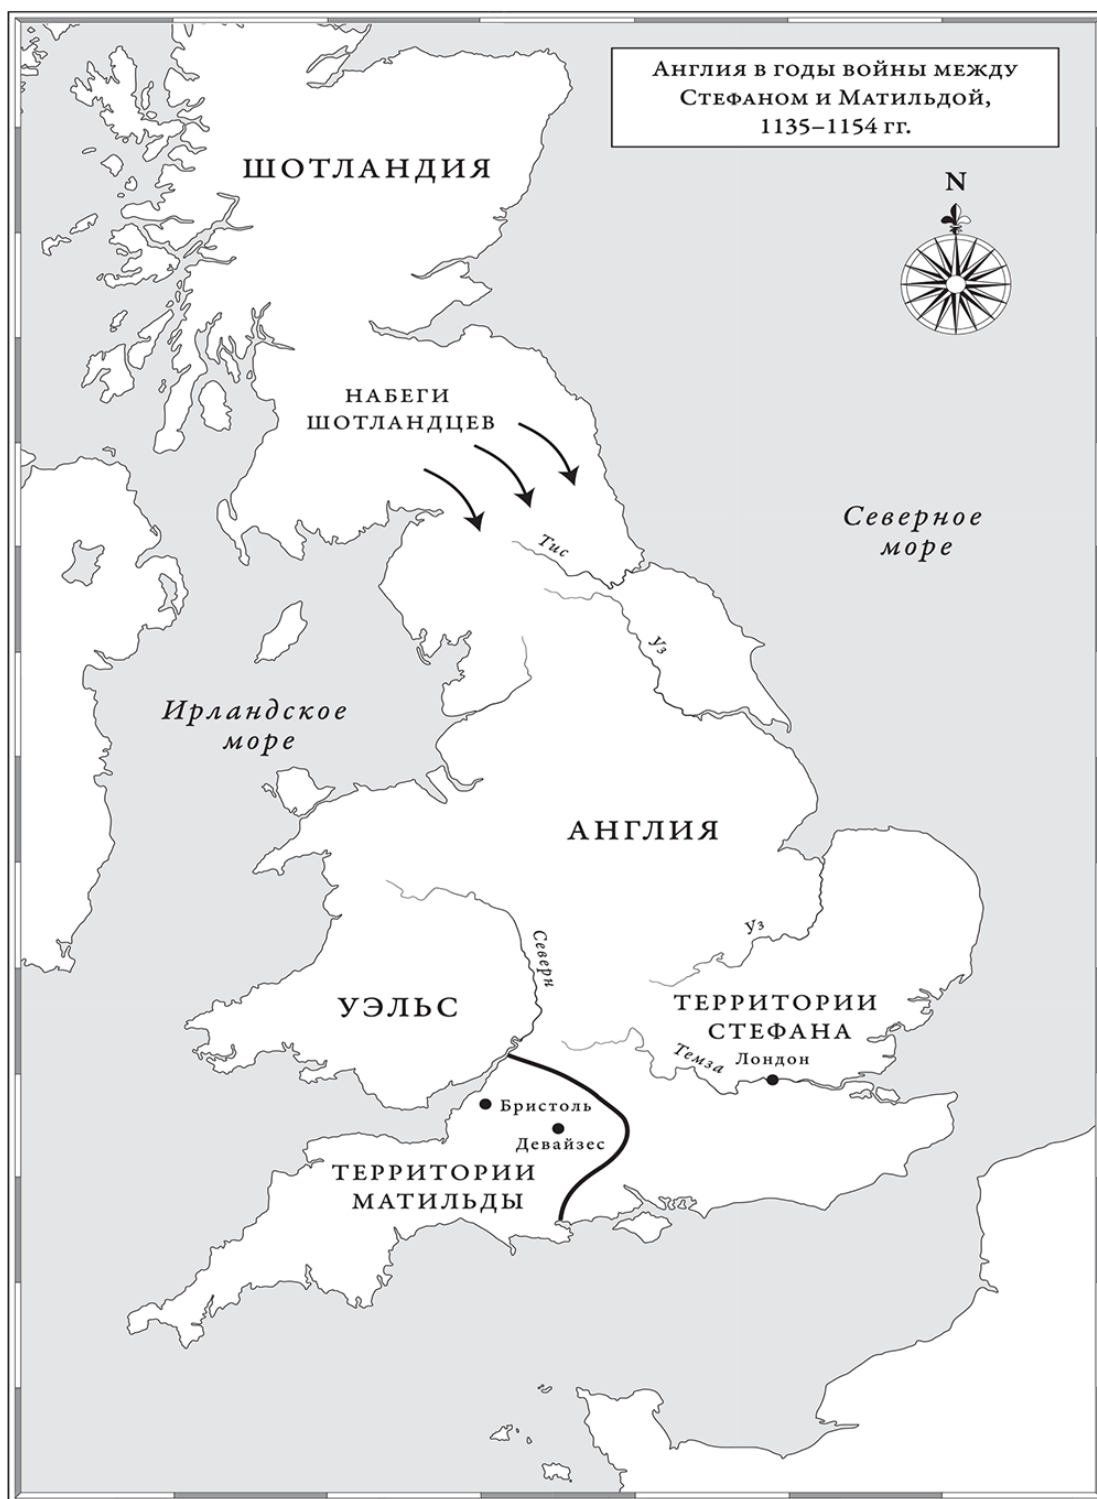 Англия в годы войны между
Стефаном и Матильдой,
1135–1154 гг.
N
ШОТЛАНДИЯ
НАБЕГИ
ШОТЛАНДЦЕВ
Северное
море
Тис
Уз
Ирландское
море
АНГЛИЯ
Уз
Северн
УЭЛЬС
ТЕРРИТОРИИ
СТЕФАНА
Темза
Лондон
Бристоль
Девайзес
ТЕРРИТОРИИ
МАТИЛЬДЫ